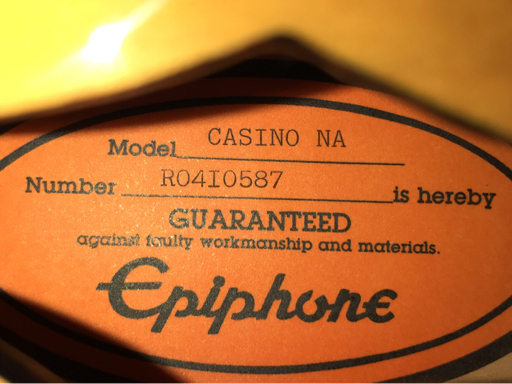 Model CASINO NA
Number R04I0587 is hereby
GUARANTEED
against faulty workmanship and materials.
Epiphone